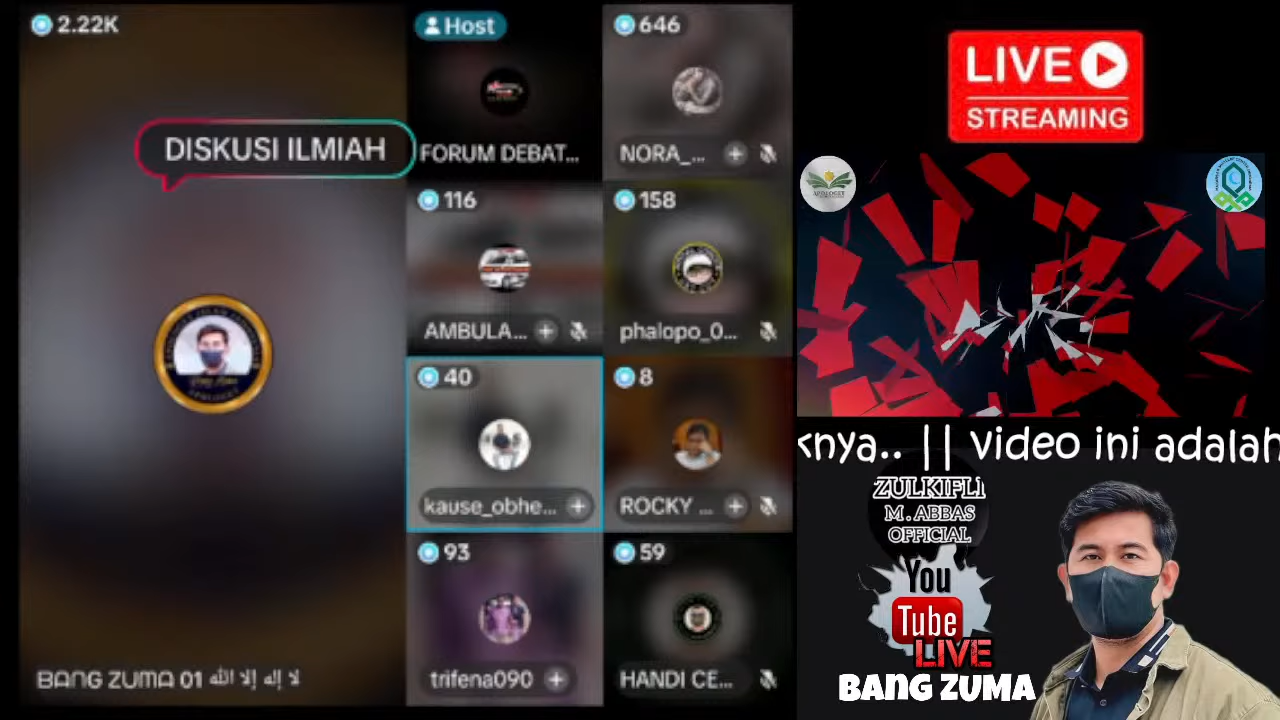 2.22K
DISKUSI ILMIAH
BANG ZUMA 01 لا إله إلا الله
Host
FORUM DEBAT...
646
NORA_...
116
AMBULA...
158
phalopo_0...
40
kause_obhe...
8
ROCKY ...
93
trifena090
59
HANDI CE...
LIVE
STREAMING
knya.. || video ini adalah
ZULKIFLI
M. ABBAS
OFFICIAL
You
Tube
LIVE
BANG ZUMA